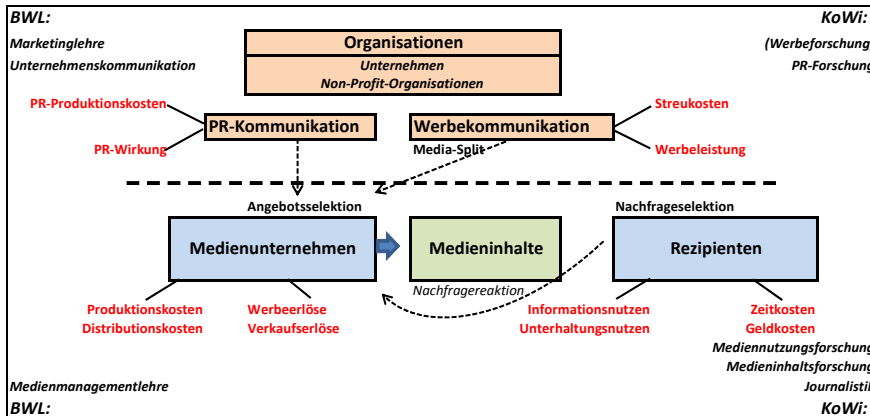 BWL:
KoWi:
Marketinglehre
Organisationen
(Werbeforschung)
Unternehmenskommunikation
Unternehmen
PR-Forschung
Non-Profit-Organisationen
PR-Produktionskosten
Streukosten
PR-Kommunikation
Werbekommunikation
PR-Wirkung
Media-Split
Werbeleistung
Angebotsselektion
Nachfrageselektion
Medienunternehmen
Medieninhalte
Rezipienten
Nachfragereaktion
Produktionskosten
Werbeerlöse
Informationsnutzen
Zeitkosten
Distributionskosten
Verkaufserlöse
Unterhaltungsnutzen
Geldkosten
Mediennutzungsforschung
Medieninhaltsforschung
Medienmanagementlehre
Journalistik
BWL:
KoWi: